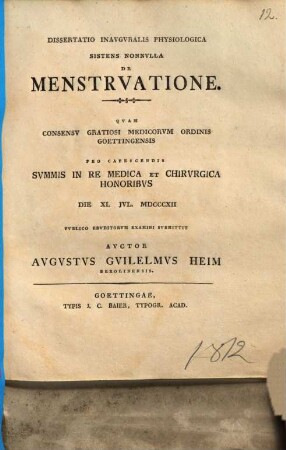 12.
DISSERTATIO INAVGVRALIS PHYSIOLOGICA
SISTENS NONNVLLA
DE
MENSTRVATIONE.
QVAM
CONSENSV GRATIOSI MEDICORVM ORDINIS
GOETTINGENSIS
PRO CAPESCENDIS
SVMMIS IN RE MEDICA ET CHIRVRGICA
HONORIBVS
DIE XI. JVL. MDCCCXII
PVBLICO ERVDITORVM EXAMINI SVBMITTIT
AVCTOR
AVGVSTVS GVILELMVS HEIM
BEROLINENSIS.
GOETTINGAE,
TYPIS J. C. BAIER, TYPOGR. ACAD.
1812